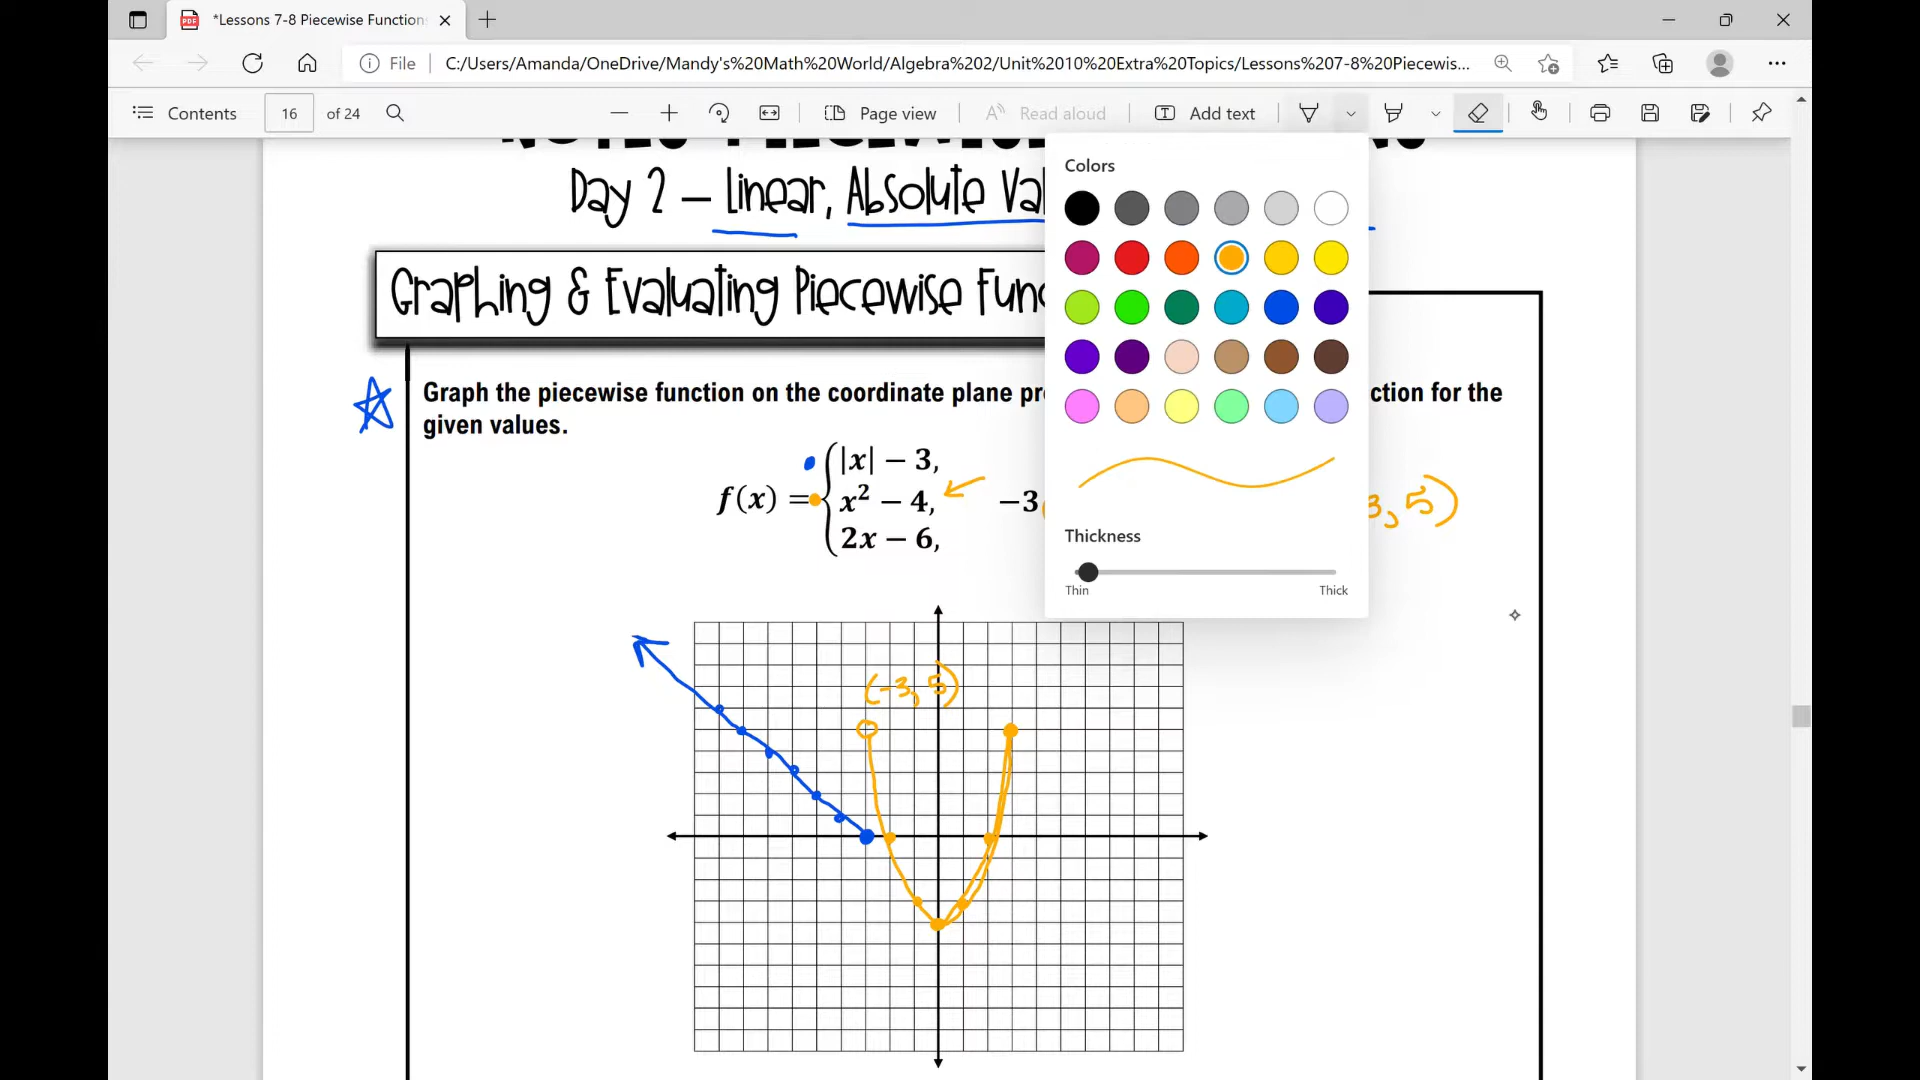 *Lessons 7-8 Piecewise Function
File
C:/Users/Amanda/OneDrive/Mandy's%20Math%20World/Algebra%202/Unit%2010%20Extra%20Topics/Lessons%207-8%20Piecewis...
Contents
16
of 24
Page view
Read aloud
Add text
Day 2 – Linear, Absolute Val
Graphing & Evaluating Piecewise Func
Graph the piecewise function on the coordinate plane pr
ction for the
given values.
f(x) = { |x| − 3,
x² − 4, −3
2x − 6,
3, 5)
(-3, 5)
Colors
Thickness
Thin
Thick